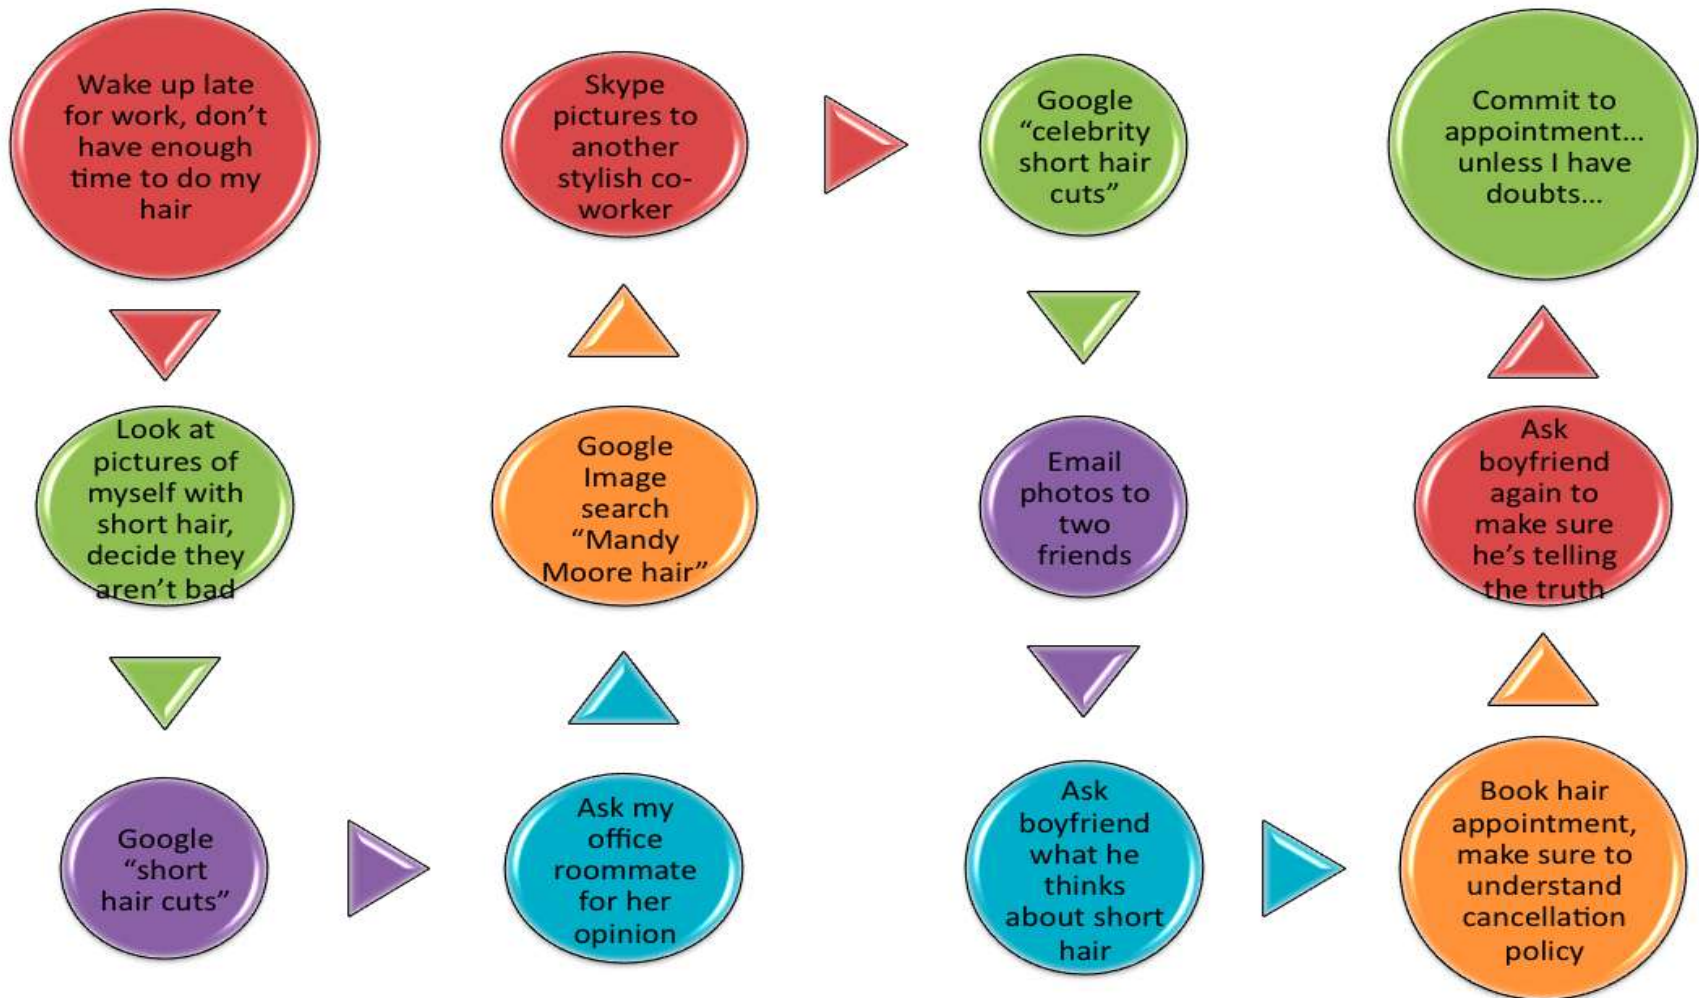 Wake up late
for work, don’t
have enough
time to do my
hair
Look at
pictures of
myself with
short hair,
decide they
aren’t bad
Google
“short
hair cuts”
Ask my
office
roommate
for her
opinion
Google
Image
search
“Mandy
Moore hair”
Skype
pictures to
another
stylish co-
worker
Google
“celebrity
short hair
cuts”
Email
photos to
two
friends
Ask
boyfriend
what he
thinks
about short
hair
Book hair
appointment,
make sure to
understand
cancellation
policy
Ask
boyfriend
again to
make sure
he’s telling
the truth
Commit to
appointment...
unless I have
doubts...